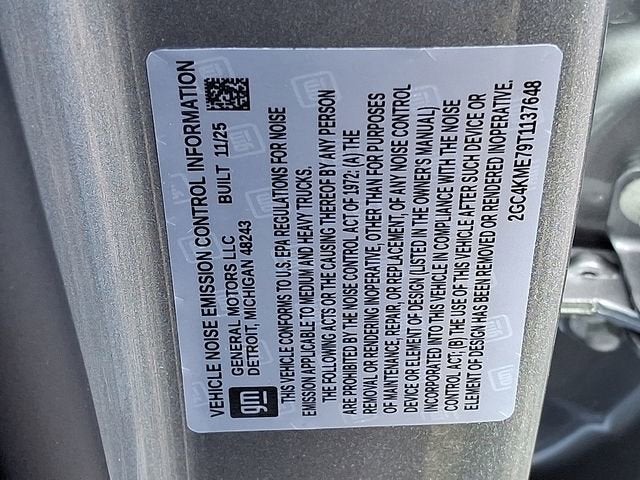 VEHICLE NOISE EMISSION CONTROL INFORMATION
gm
GENERAL MOTORS LLC
DETROIT, MICHIGAN 48243
BUILT 11/25
THIS VEHICLE CONFORMS TO U.S. EPA REGULATIONS FOR NOISE
EMISSION APPLICABLE TO MEDIUM AND HEAVY TRUCKS.
THE FOLLOWING ACTS OR THE CAUSING THEREOF BY ANY PERSON
ARE PROHIBITED BY THE NOISE CONTROL ACT OF 1972: (A) THE
REMOVAL OR RENDERING INOPERATIVE, OTHER THAN FOR PURPOSES
OF MAINTENANCE, REPAIR, OR REPLACEMENT, OF ANY NOISE CONTROL
DEVICE OR ELEMENT OF DESIGN (LISTED IN THE OWNER'S MANUAL)
INCORPORATED INTO THIS VEHICLE IN COMPLIANCE WITH THE NOISE
CONTROL ACT; (B) THE USE OF THIS VEHICLE AFTER SUCH DEVICE OR
ELEMENT OF DESIGN HAS BEEN REMOVED OR RENDERED INOPERATIVE.
2GC4KME79T1137648